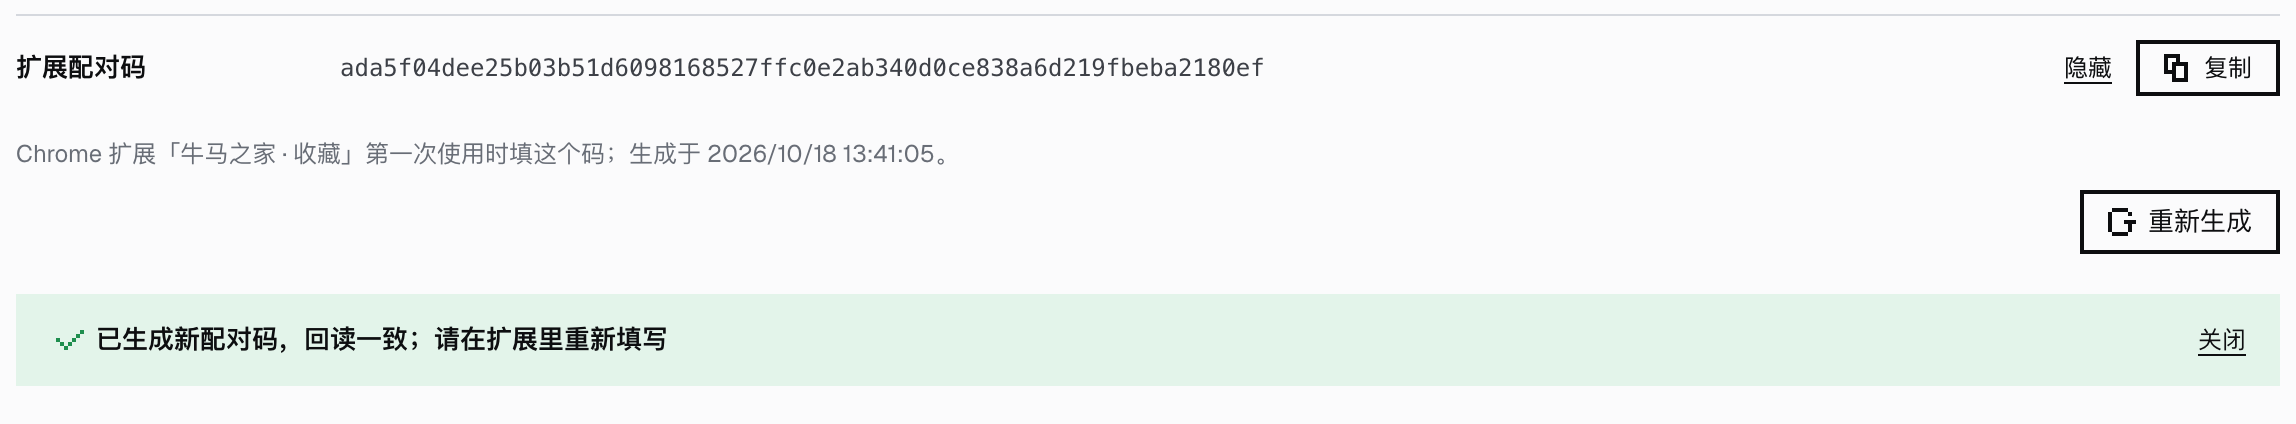 扩展配对码 ada5f04dee25b03b51d6098168527ffc0e2ab340d0ce838a6d219fbeba2180ef 隐藏 复制
Chrome 扩展「牛马之家 · 收藏」第一次使用时填这个码；生成于 2026/10/18 13:41:05。
重新生成
已生成新配对码，回读一致；请在扩展里重新填写 关闭